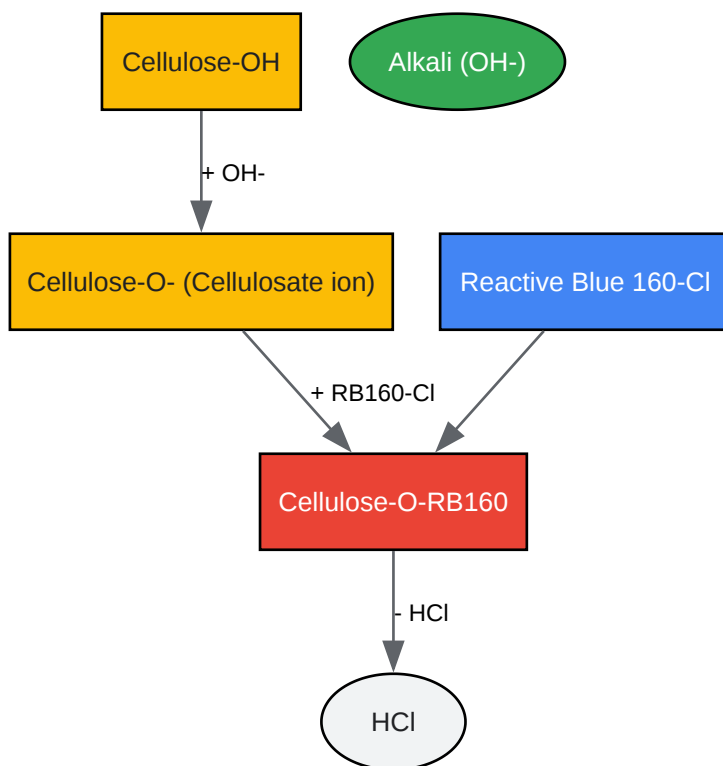 Cellulose-OH
Alkali (OH-)
+ OH-
Cellulose-O- (Cellulosate ion)
Reactive Blue 160-Cl
+ RB160-Cl
Cellulose-O-RB160
- HCl
HCl